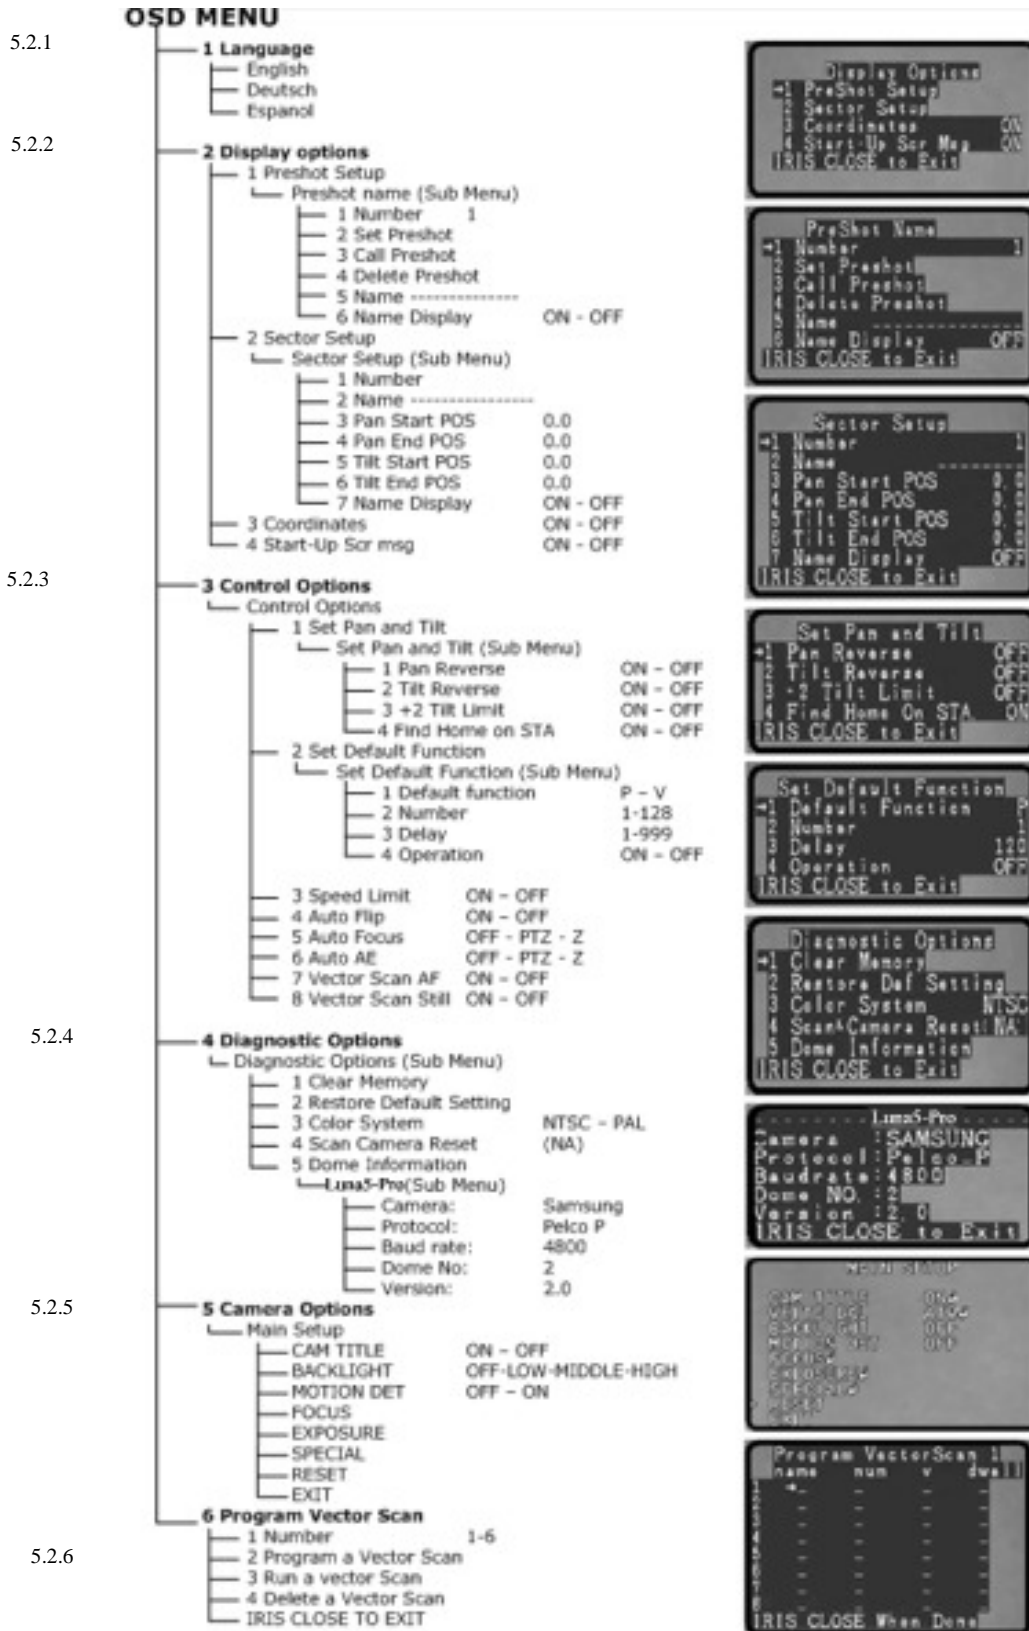 OSD MENU
5.2.1
1 Language
English
Deutsch
Espanol
5.2.2
2 Display options
1 Preshot Setup
Preshot name (Sub Menu)
1 Number 1
2 Set Preshot
3 Call Preshot
4 Delete Preshot
5 Name --------------
6 Name Display ON - OFF
2 Sector Setup
Sector Setup (Sub Menu)
1 Number
2 Name ----------------
3 Pan Start POS 0.0
4 Pan End POS 0.0
5 Tilt Start POS 0.0
6 Tilt End POS 0.0
7 Name Display ON - OFF
3 Coordinates ON - OFF
4 Start-Up Scr msg ON - OFF
5.2.3
3 Control Options
Control Options
1 Set Pan and Tilt
Set Pan and Tilt (Sub Menu)
1 Pan Reverse ON – OFF
2 Tilt Reverse ON – OFF
3 +2 Tilt Limit ON – OFF
4 Find Home on STA ON – OFF
2 Set Default Function
Set Default Function (Sub Menu)
1 Default function P – V
2 Number 1-128
3 Delay 1-999
4 Operation ON – OFF
3 Speed Limit ON – OFF
4 Auto Flip ON – OFF
5 Auto Focus OFF - PTZ - Z
6 Auto AE OFF - PTZ - Z
7 Vector Scan AF ON – OFF
8 Vector Scan Still ON – OFF
5.2.4
4 Diagnostic Options
Diagnostic Options (Sub Menu)
1 Clear Memory
2 Restore Default Setting
3 Color System NTSC – PAL
4 Scan Camera Reset (NA)
5 Dome Information
Luna5-Pro(Sub Menu)
Camera: Samsung
Protocol: Pelco P
Baud rate: 4800
Dome No: 2
Version: 2.0
5.2.5
5 Camera Options
Main Setup
CAM TITLE ON – OFF
BACKLIGHT OFF-LOW-MIDDLE-HIGH
MOTION DET OFF – ON
FOCUS
EXPOSURE
SPECIAL
RESET
EXIT
6 Program Vector Scan
1 Number 1-6
5.2.6
2 Program a Vector Scan
3 Run a vector Scan
4 Delete a Vector Scan
IRIS CLOSE TO EXIT
Display Options
1 PreShot Setup
2 Sector Setup
3 Coordinates ON
4 Start-Up Scr Msg ON
IRIS CLOSE to Exit
PreShot Name
1 Number 1
2 Set Preshot
3 Call Preshot
4 Delete Preshot
5 Name
6 Name Display OFF
IRIS CLOSE to Exit
Sector Setup
1 Number 1
2 Name
3 Pan Start POS 0.0
4 Pan End POS 0.0
5 Tilt Start POS 0.0
6 Tilt End POS 0.0
7 Name Display OFF
IRIS CLOSE to Exit
Set Pan and Tilt
1 Pan Reverse OFF
2 Tilt Reverse OFF
3 +2 Tilt Limit OFF
4 Find Home On STA ON
IRIS CLOSE to Exit
Set Default Function
1 Default Function P
2 Number 1
3 Delay 120
4 Operation OFF
IRIS CLOSE to Exit
Diagnostic Options
1 Clear Memory
2 Restore Def Setting
3 Color System NTSC
4 Scan&Camera Reset(NA)
5 Dome Information
IRIS CLOSE to Exit
Luna5-Pro
Camera :SAMSUNG
Protocol:Pelco-P
Baudrate:4800
Dome NO.:2
Version :2.0
IRIS CLOSE to Exit
MAIN SETUP
Program VectorScan 1
name num v dwell
IRIS CLOSE When Done